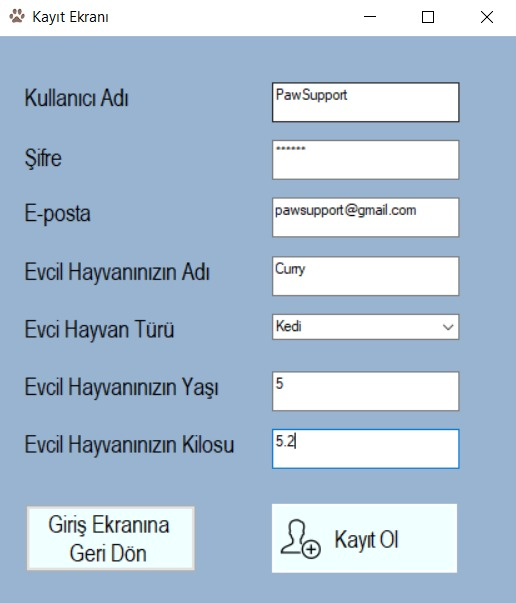 Kayıt Ekranı
Kullanıcı Adı
PawSupport
Şifre
******
E-posta
pawsupport@gmail.com
Evcil Hayvanınızın Adı
Curry
Evci Hayvan Türü
Kedi
Evcil Hayvanınızın Yaşı
5
Evcil Hayvanınızın Kilosu
5.2
Giriş Ekranına
Geri Dön
Kayıt Ol